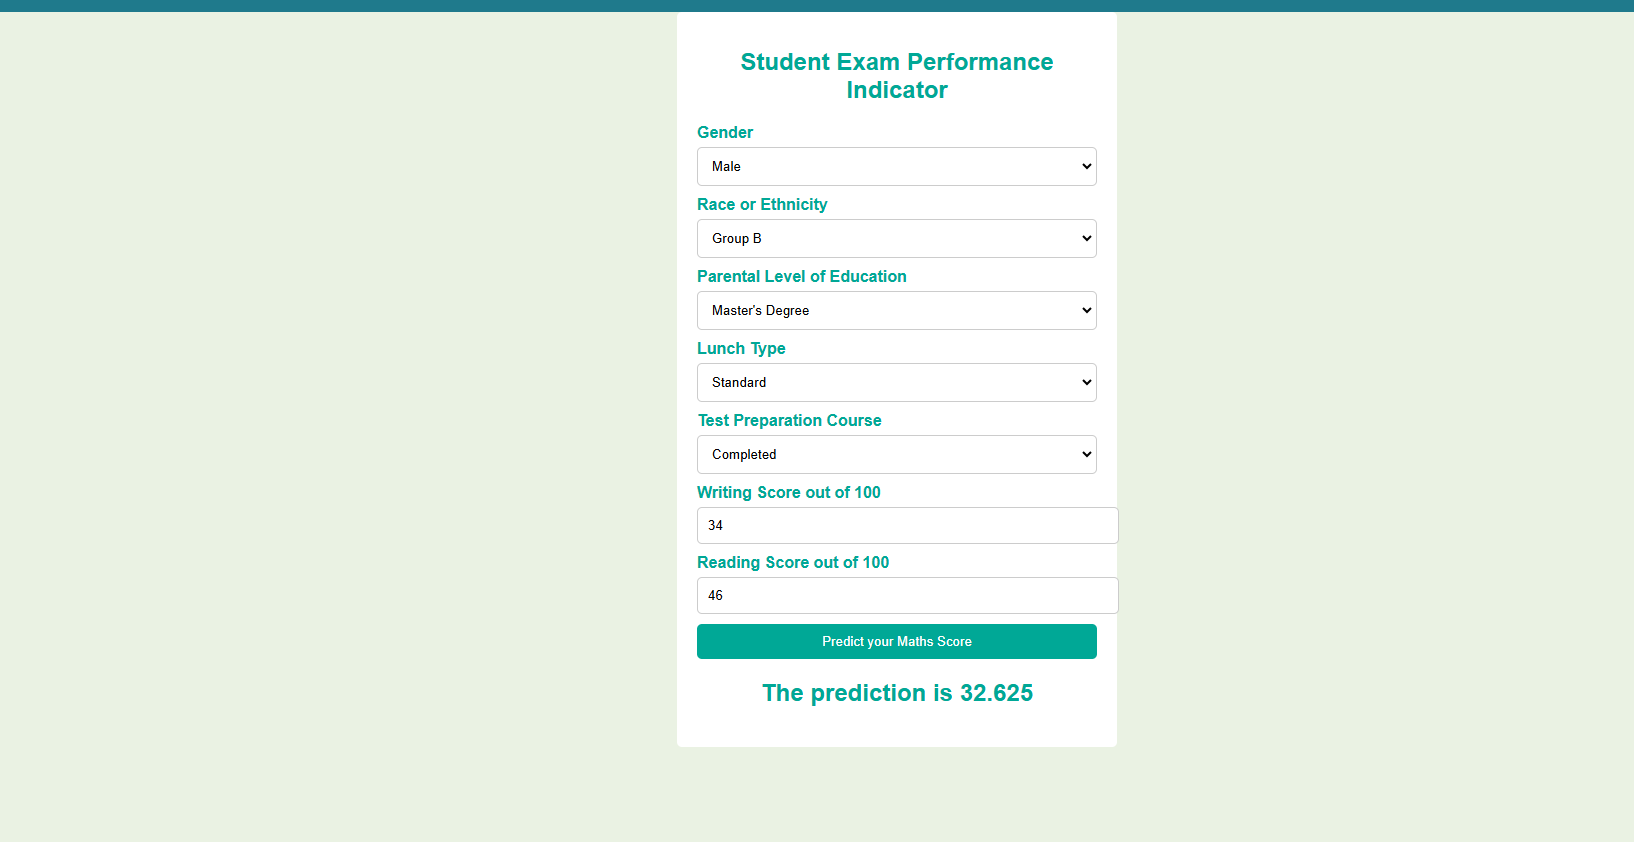 Student Exam Performance
Indicator
Gender
Male
Race or Ethnicity
Group B
Parental Level of Education
Master's Degree
Lunch Type
Standard
Test Preparation Course
Completed
Writing Score out of 100
34
Reading Score out of 100
46
Predict your Maths Score
The prediction is 32.625